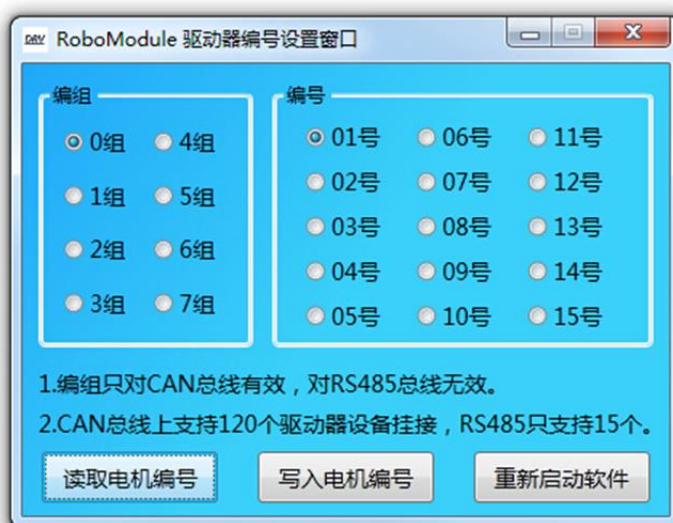 DRV RoboModule 驱动器编号设置窗口
编组
编号
0组 4组
1组 5组
2组 6组
3组 7组
01号 06号 11号
02号 07号 12号
03号 08号 13号
04号 09号 14号
05号 10号 15号
1.编组只对CAN总线有效，对RS485总线无效。
2.CAN总线上支持120个驱动器设备挂接，RS485只支持15个。
读取电机编号 写入电机编号 重新启动软件